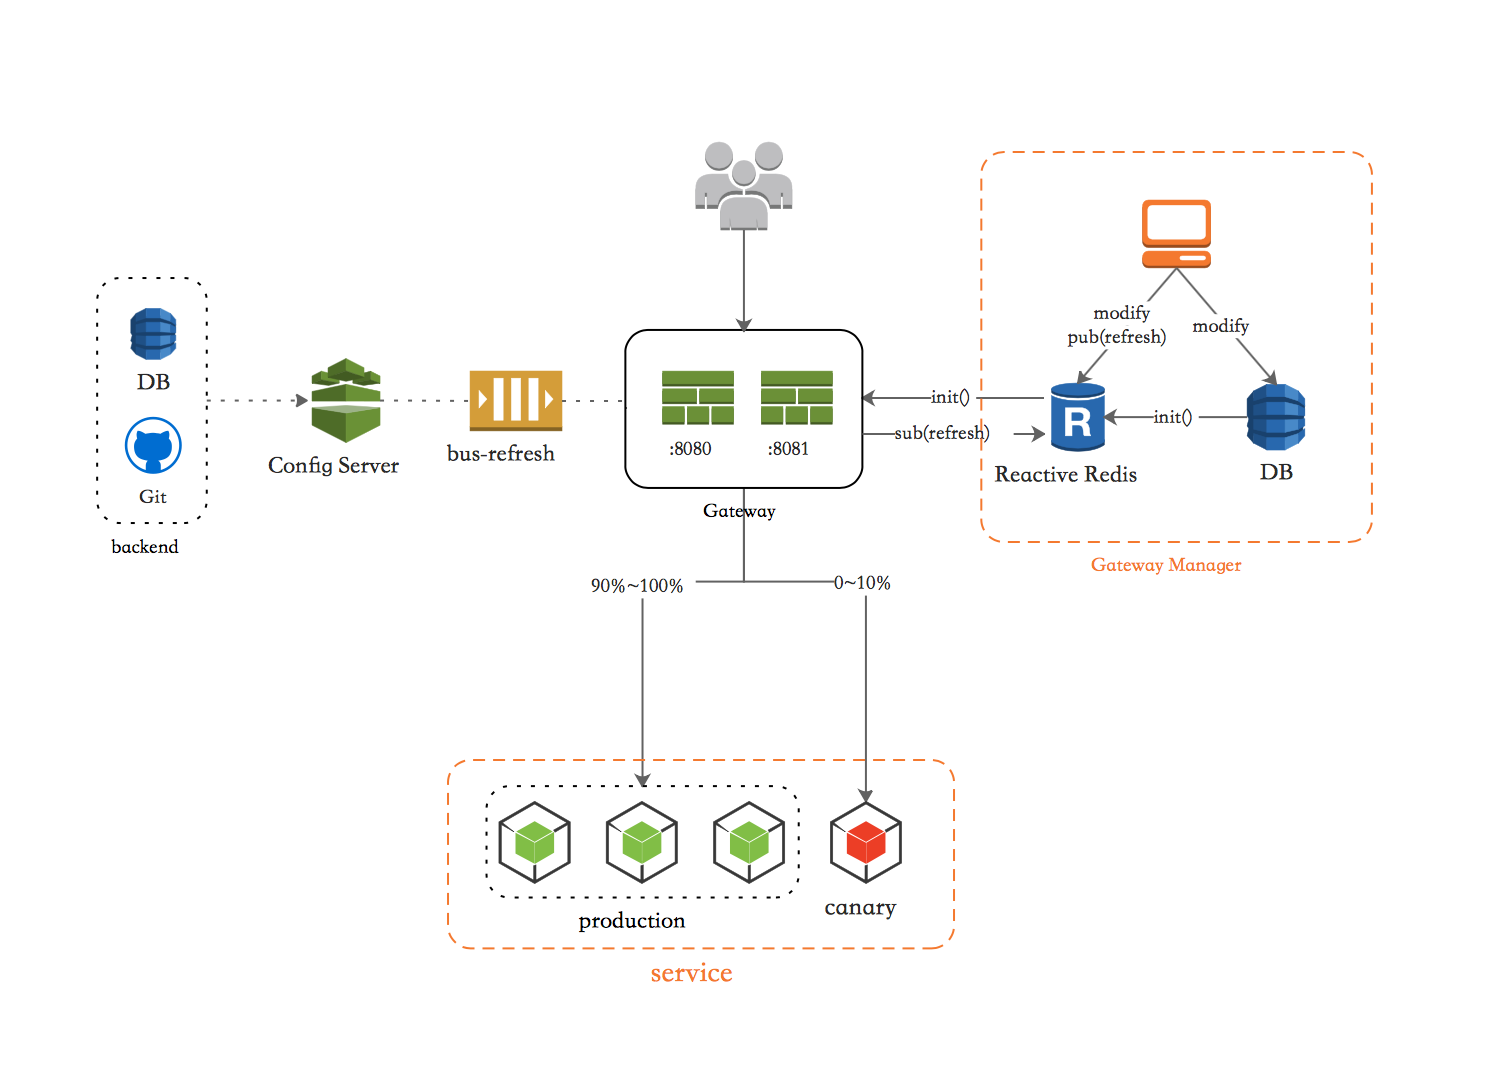 DB
Git
backend
Config Server
bus-refresh
:8080
:8081
Gateway
init()
sub(refresh)
modify
pub(refresh)
modify
R
init()
Reactive Redis
DB
Gateway Manager
90%~100%
0~10%
production
canary
service